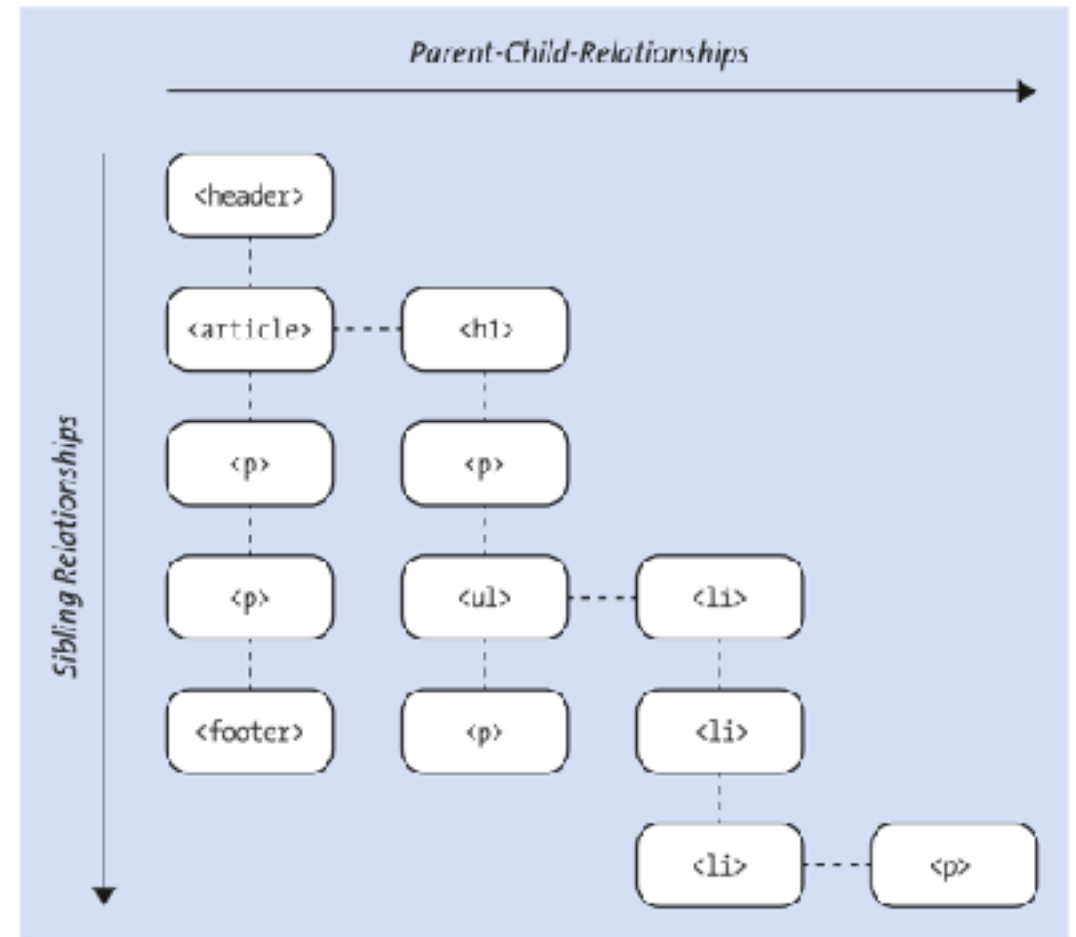 Parent-Child-Relationships
Sibling Relationships
<header>
<article> <h1>
<p> <p>
<p> <ul> <li>
<footer> <p> <li>
<li> <p>